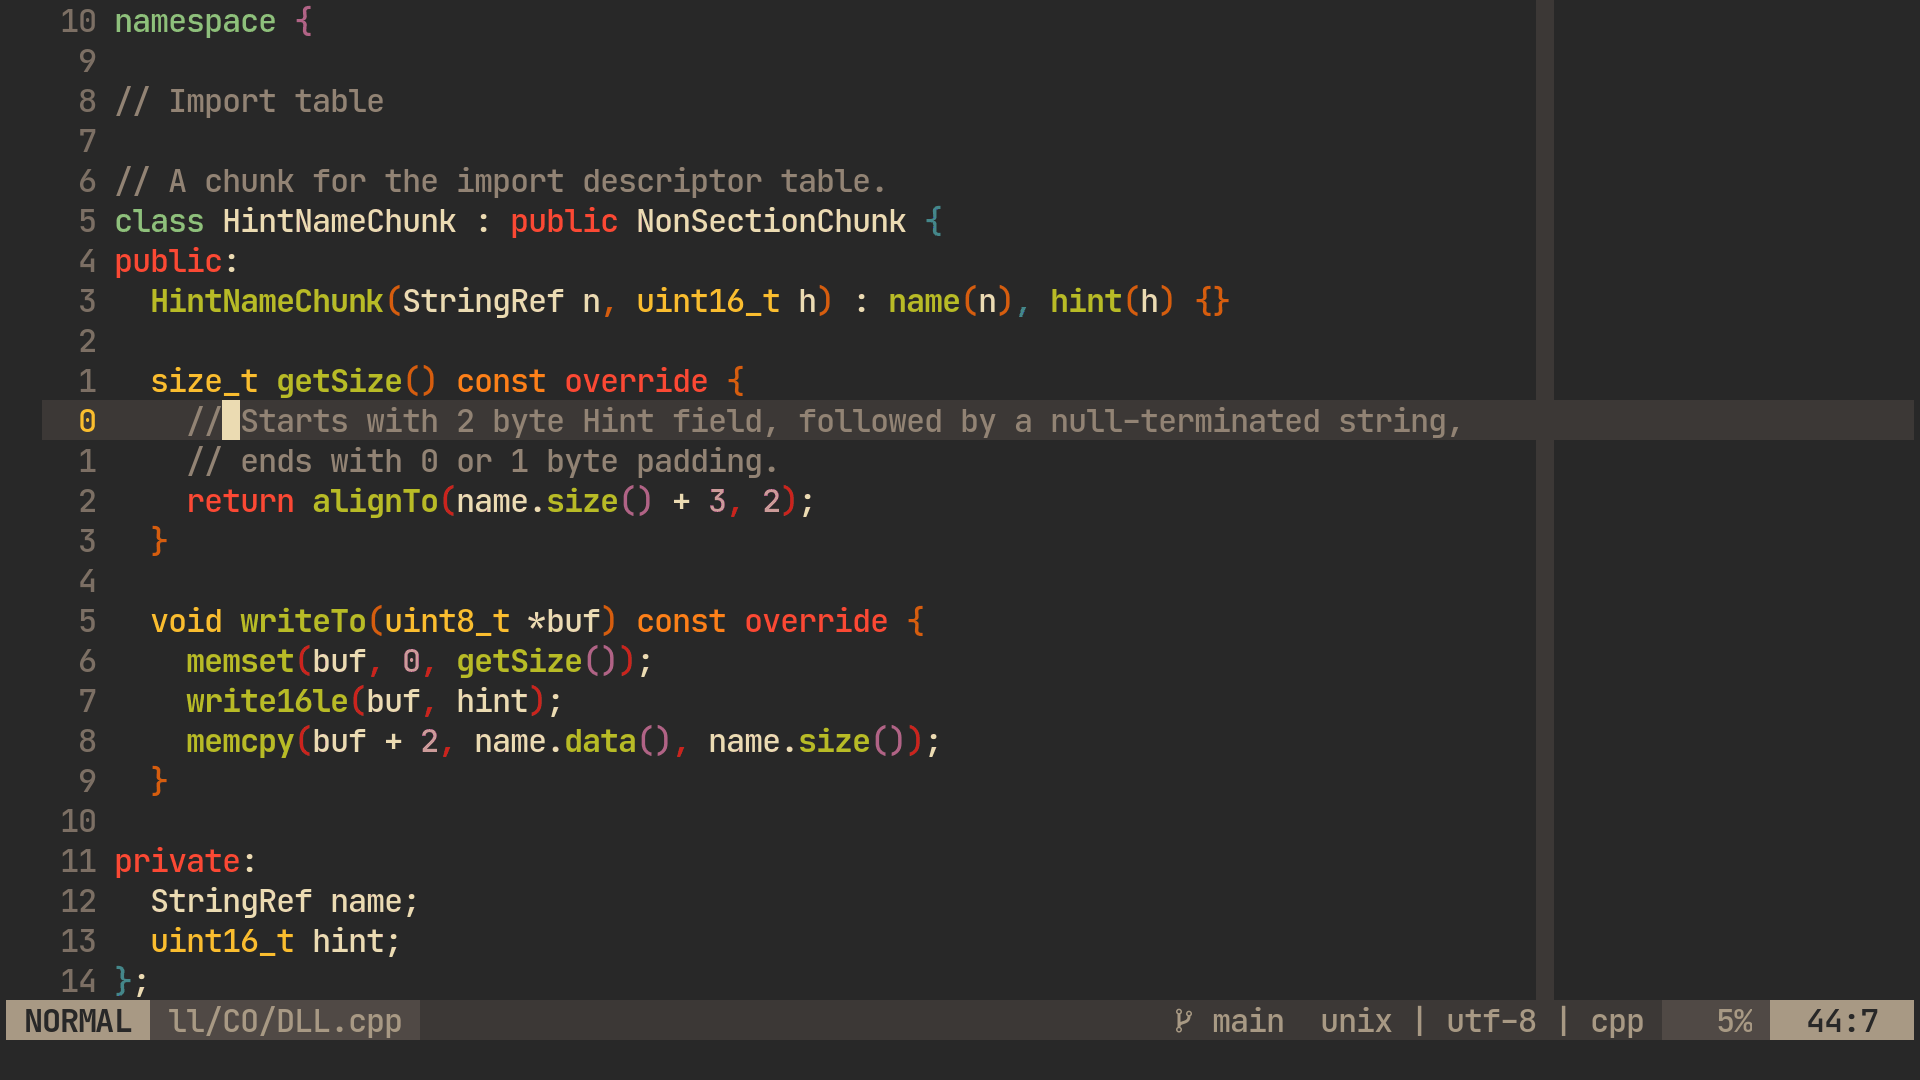 10 namespace {
9
8 // Import table
7
6 // A chunk for the import descriptor table.
5 class HintNameChunk : public NonSectionChunk {
4 public:
3   HintNameChunk(StringRef n, uint16_t h) : name(n), hint(h) {}
2
1   size_t getSize() const override {
0     // Starts with 2 byte Hint field, followed by a null-terminated string,
1     // ends with 0 or 1 byte padding.
2     return alignTo(name.size() + 3, 2);
3   }
4
5   void writeTo(uint8_t *buf) const override {
6     memset(buf, 0, getSize());
7     write16le(buf, hint);
8     memcpy(buf + 2, name.data(), name.size());
9   }
10
11 private:
12   StringRef name;
13   uint16_t hint;
14 };
NORMAL ll/CO/DLL.cpp main unix | utf-8 | cpp 5% 44:7